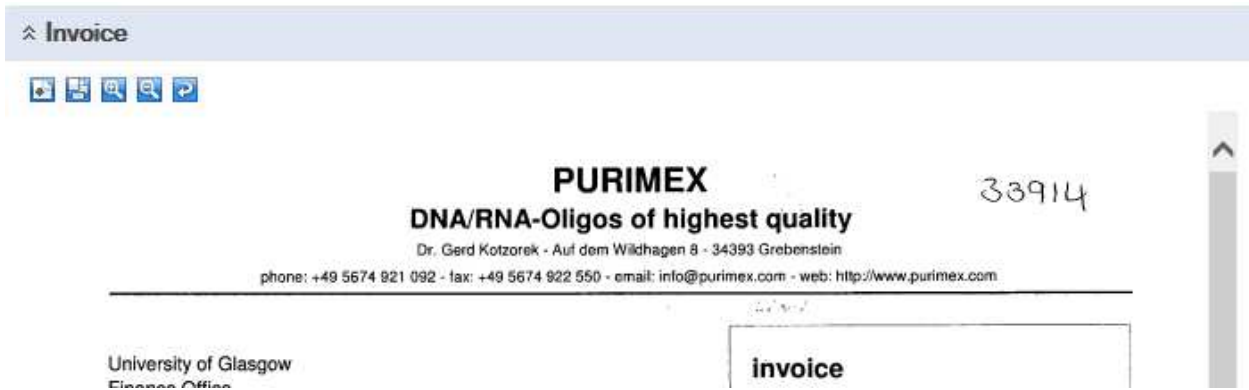 Invoice
PURIMEX
33914
DNA/RNA-Oligos of highest quality
Dr. Gerd Kotzorek - Auf dem Wildhagen 8 - 34393 Grebenstein
phone: +49 5674 921 092 - fax: +49 5674 922 550 - email: info@purimex.com - web: http://www.purimex.com
University of Glasgow
invoice
Finance Office